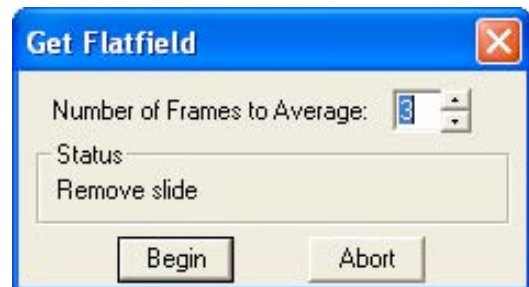 Get Flatfield
Number of Frames to Average: 3
Status
Remove slide
Begin Abort